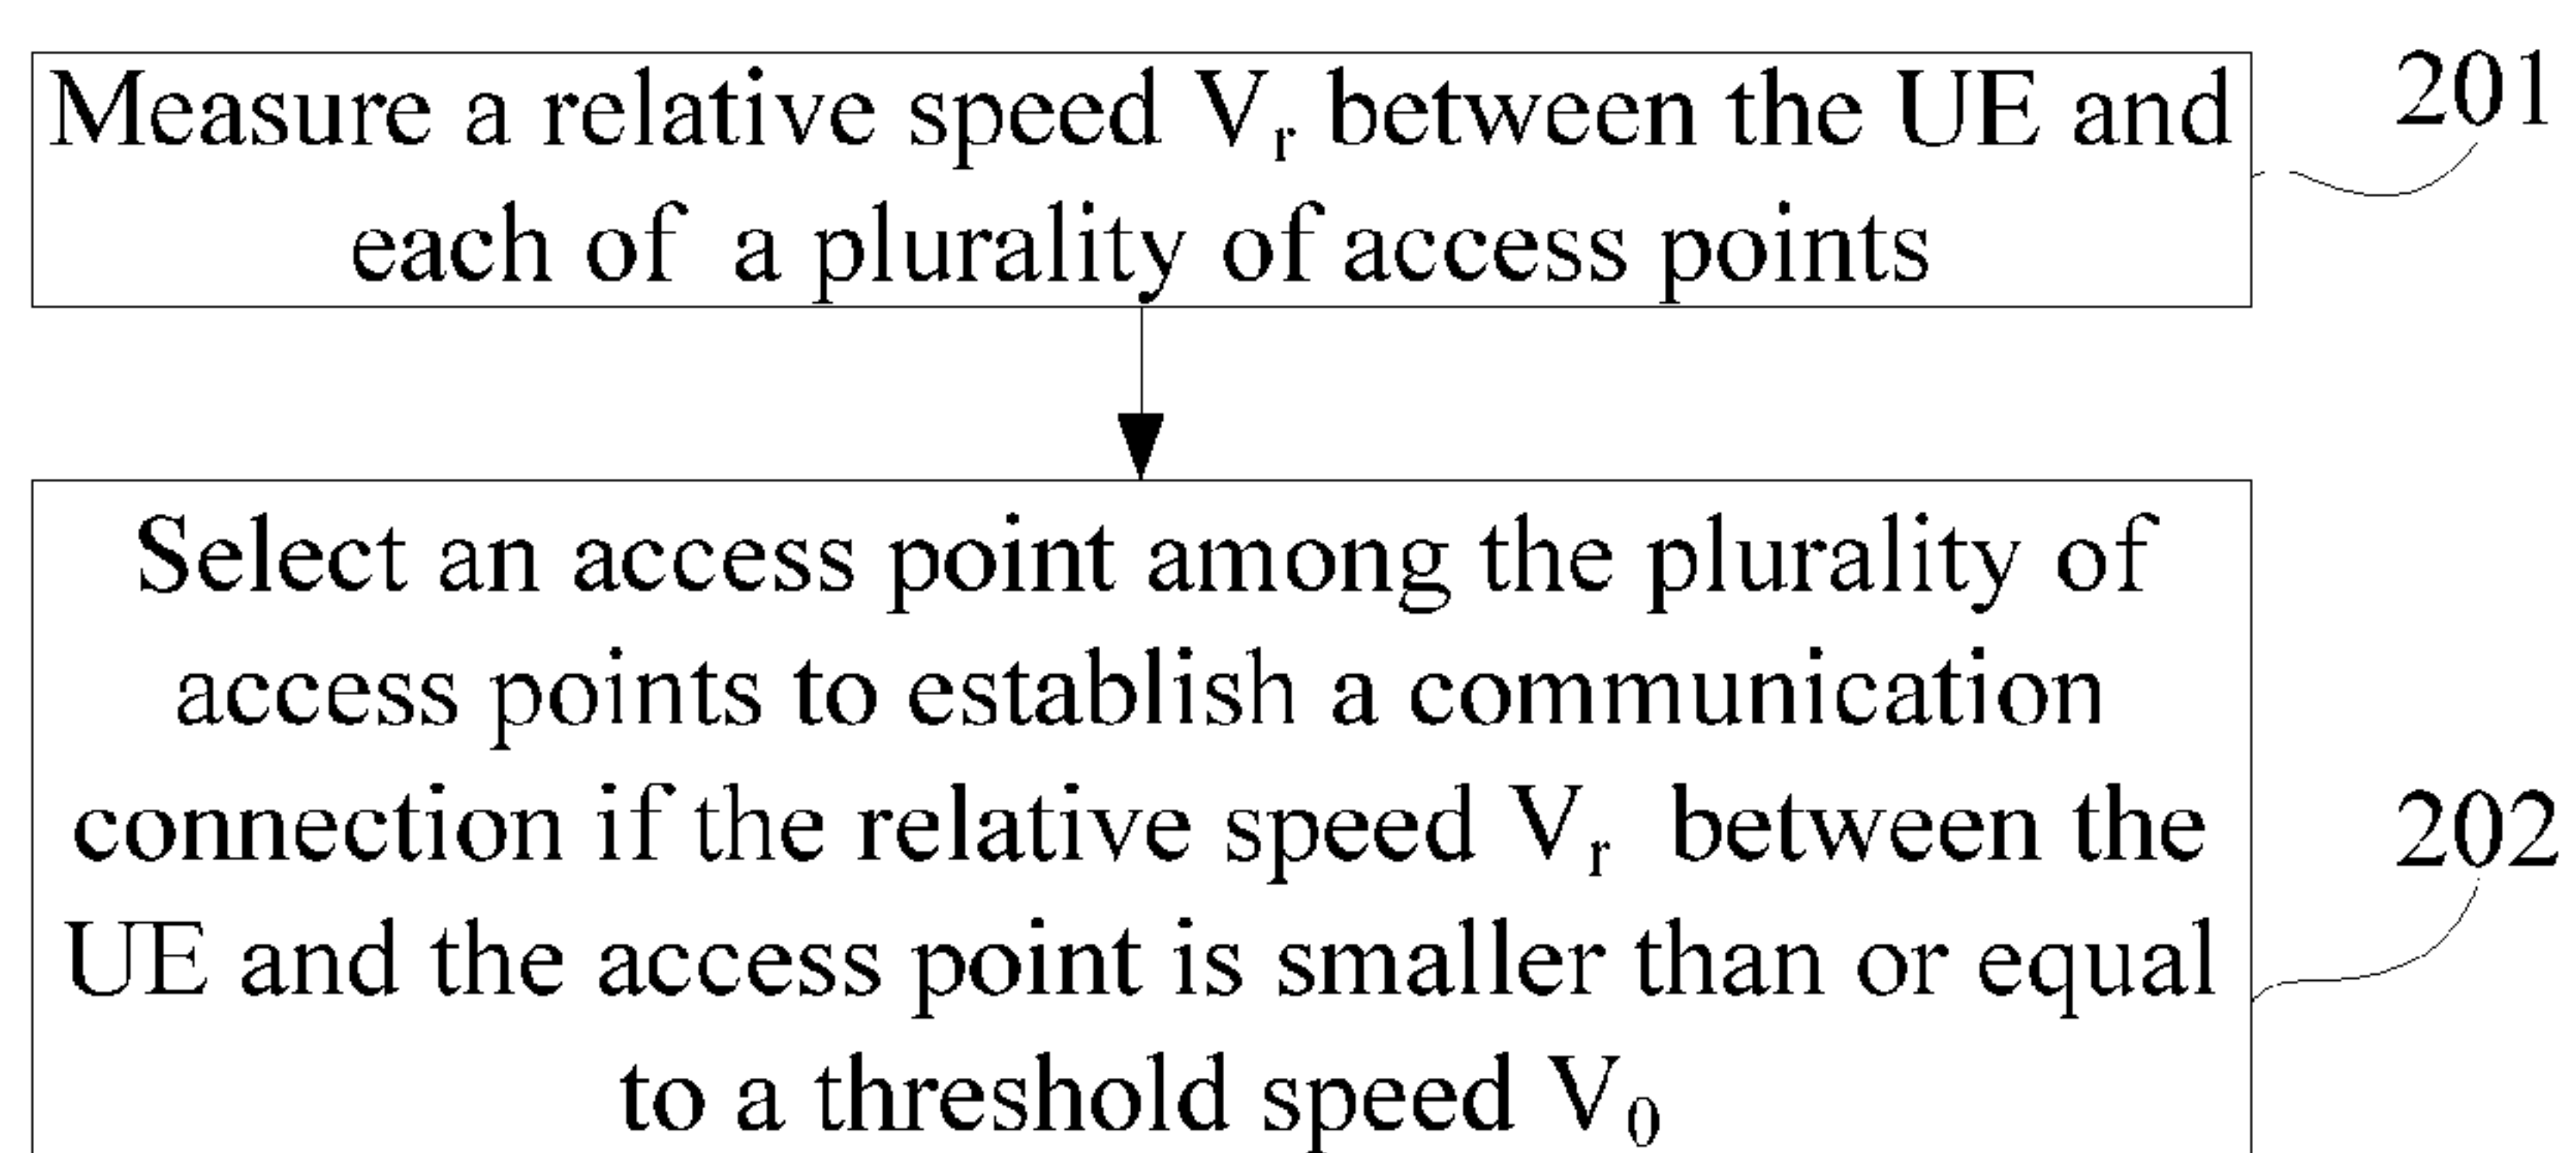 Measure a relative speed Vr between the UE and
each of a plurality of access points
201
Select an access point among the plurality of
access points to establish a communication
connection if the relative speed Vr between the
UE and the access point is smaller than or equal
to a threshold speed V0
202